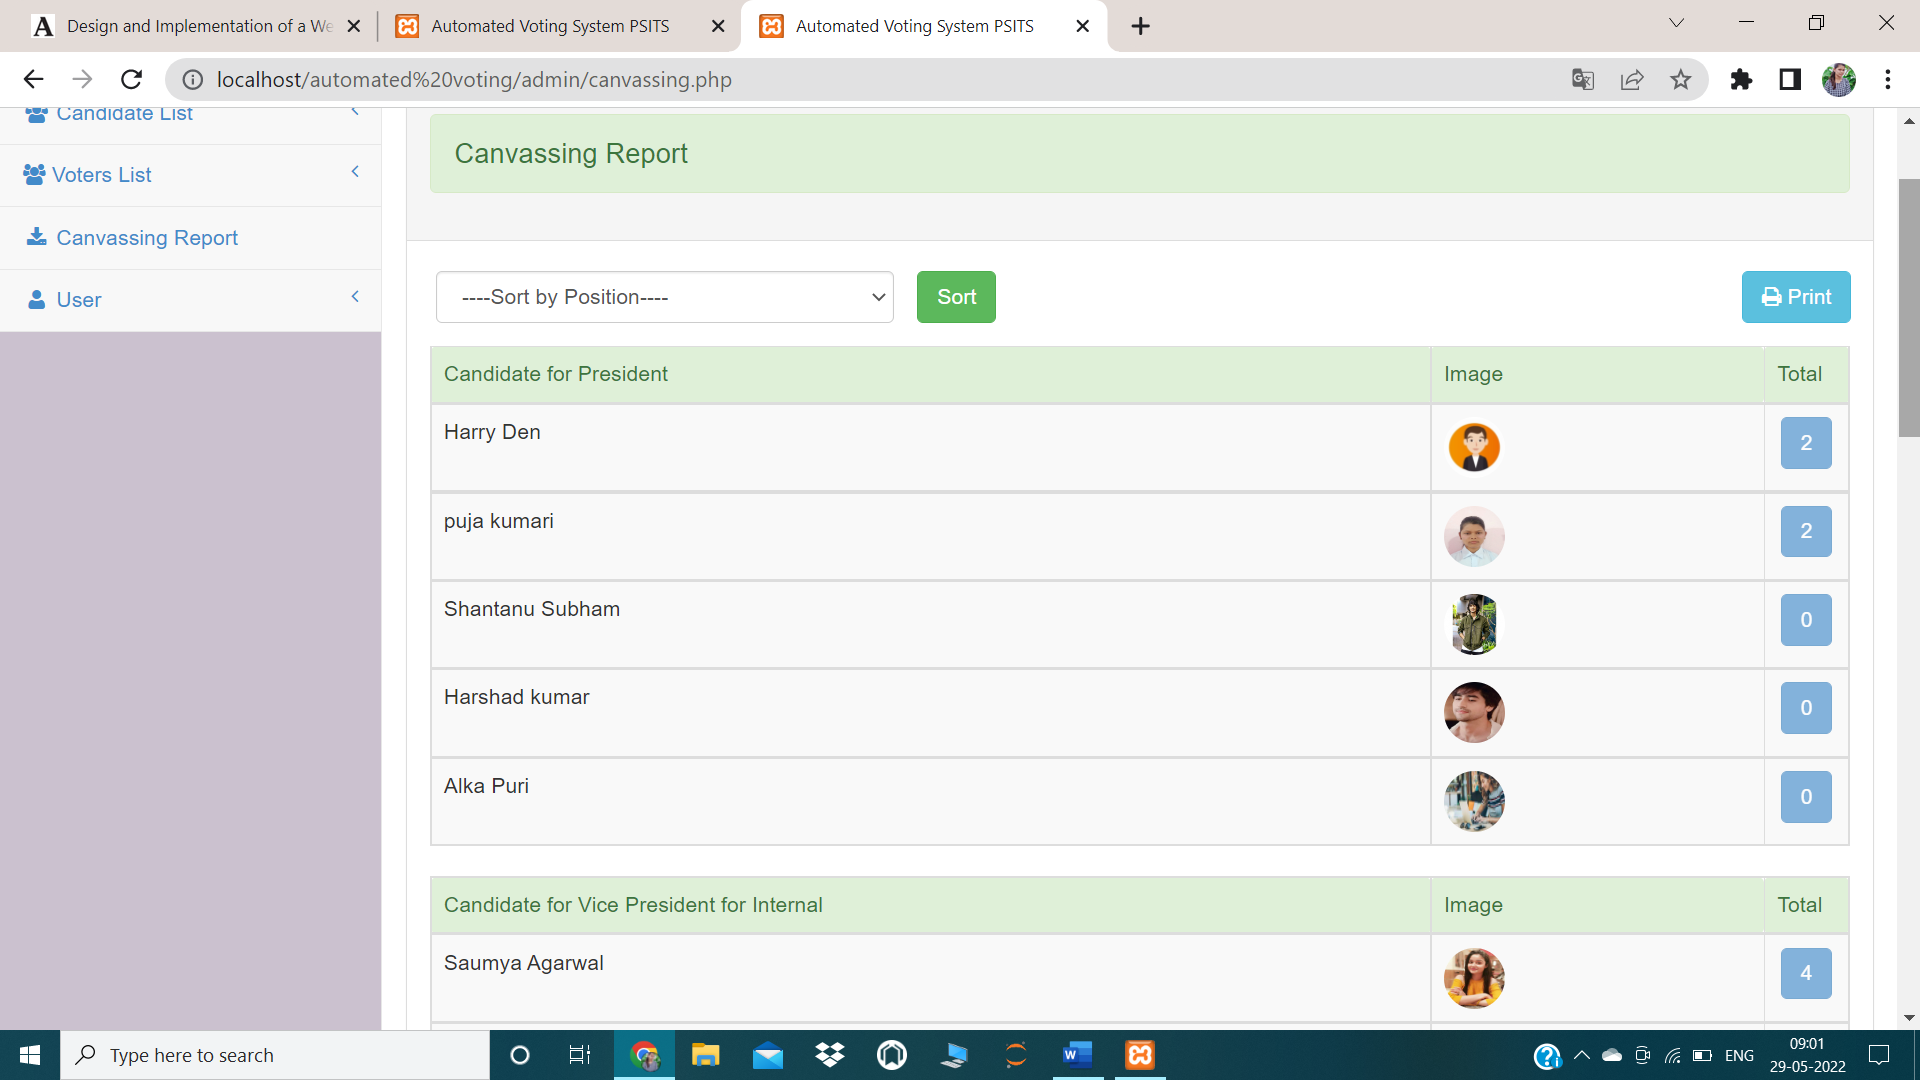 Design and Implementation of a We
Automated Voting System PSITS
Automated Voting System PSITS
localhost/automated%20voting/admin/canvassing.php
Candidate List
Voters List
Canvassing Report
User
Canvassing Report
----Sort by Position----
Sort
Print
Candidate for President Image Total
Harry Den 2
puja kumari 2
Shantanu Subham 0
Harshad kumar 0
Alka Puri 0
Candidate for Vice President for Internal Image Total
Saumya Agarwal 4
Type here to search
ENG
09:01
29-05-2022